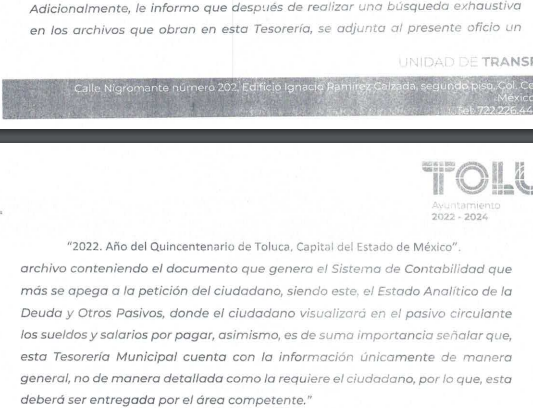 Adicionalmente, le informo que después de realizar una búsqueda exhaustiva
en los archivos que obran en esta Tesorería, se adjunta al presente oficio un
UNIDAD DE TRANSP
Calle Nigromante número 202, Edificio Ignacio Ramírez Calzada, segundo piso, Col. Ce
México
Tel. 722 226 44
TOLU
Ayuntamiento
2022 - 2024
"2022. Año del Quincentenario de Toluca, Capital del Estado de México".
archivo conteniendo el documento que genera el Sistema de Contabilidad que
más se apega a la petición del ciudadano, siendo este, el Estado Analítico de la
Deuda y Otros Pasivos, donde el ciudadano visualizará en el pasivo circulante
los sueldos y salarios por pagar, asimismo, es de suma importancia señalar que,
esta Tesorería Municipal cuenta con la información únicamente de manera
general, no de manera detallada como la requiere el ciudadano, por lo que, esta
deberá ser entregada por el área competente."